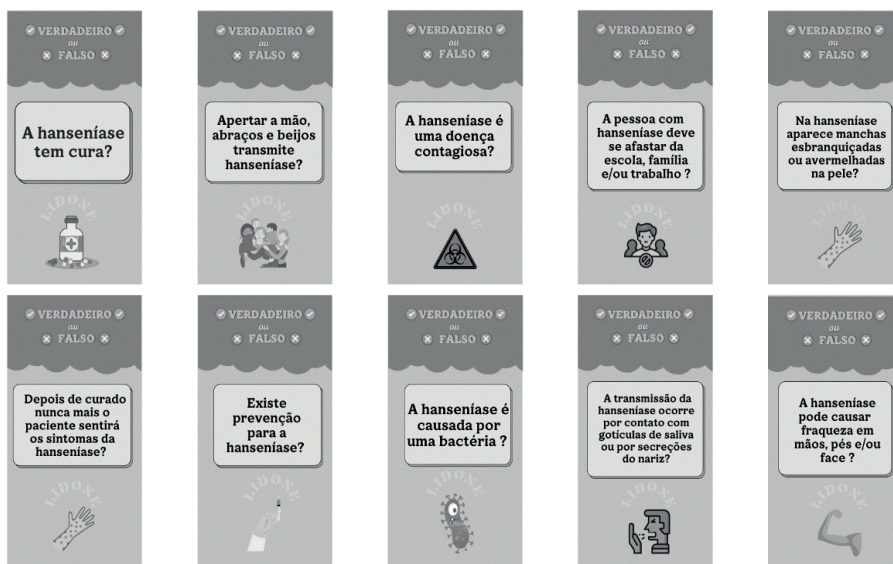 VERDADEIRO
ou
FALSO
A hanseníase
tem cura?
LIDONE
VERDADEIRO
ou
FALSO
Apertar a mão,
abraços e beijos
transmite
hanseníase?
LIDONE
VERDADEIRO
ou
FALSO
A hanseníase é
uma doença
contagiosa?
LIDONE
VERDADEIRO
ou
FALSO
A pessoa com
hanseníase deve
se afastar da
escola, família
e/ou trabalho ?
LIDONE
VERDADEIRO
ou
FALSO
Na hanseníase
aparece manchas
esbranquiçadas
ou avermelhadas
na pele?
LIDONE
VERDADEIRO
ou
FALSO
Depois de curado
nunca mais o
paciente sentirá
os sintomas da
hanseníase?
LIDONE
VERDADEIRO
ou
FALSO
Existe
prevenção
para a
hanseníase?
LIDONE
VERDADEIRO
ou
FALSO
A hanseníase é
causada por
uma bactéria ?
LIDONE
VERDADEIRO
ou
FALSO
A transmissão da
hanseníase ocorre
por contato com
gotículas de saliva
ou por secreções
do nariz?
LIDONE
VERDADEIRO
ou
FALSO
A hanseníase
pode causar
fraqueza em
mãos, pés e/ou
face ?
LIDONE